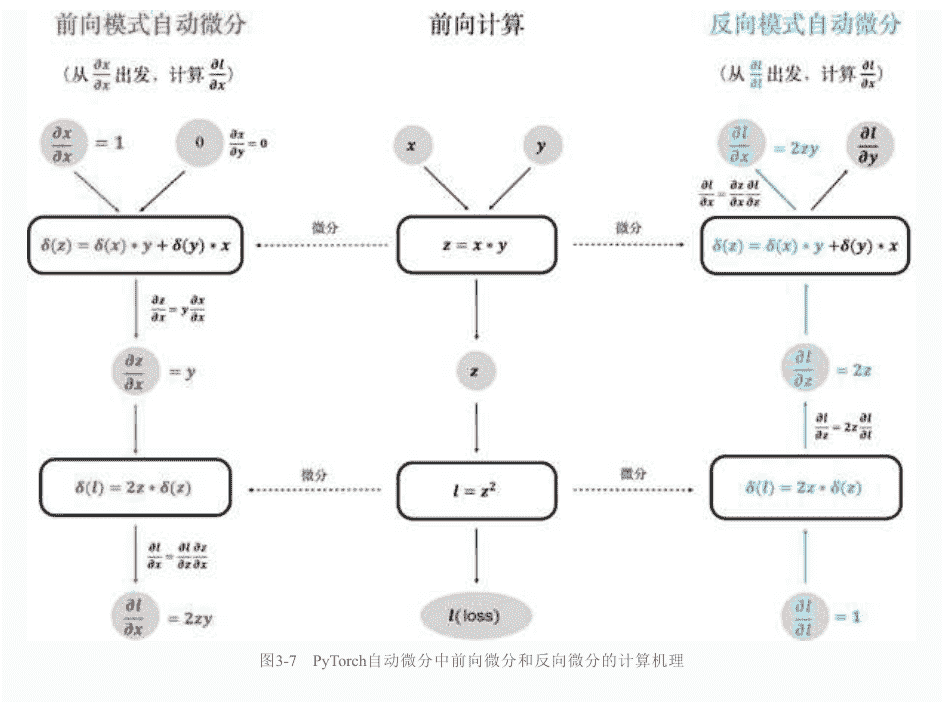 前向模式自动微分
(从 ∂x/∂x 出发，计算 ∂l/∂x)
∂x/∂x = 1
0
∂x/∂y = 0
δ(z) = δ(x) * y + δ(y) * x
∂z/∂x = y ∂x/∂x
∂z/∂x = y
δ(l) = 2z * δ(z)
∂l/∂x = ∂l/∂z ∂z/∂x
∂l/∂x = 2zy
前向计算
x
y
微分
z = x * y
微分
z
微分
l = z²
微分
l(loss)
反向模式自动微分
(从 ∂l/∂l 出发，计算 ∂l/∂x)
∂l/∂x = 2zy
∂l/∂y
∂l/∂x = ∂z/∂x ∂l/∂z
δ(z) = δ(x) * y + δ(y) * x
∂l/∂z = 2z
∂l/∂z = 2z ∂l/∂l
δ(l) = 2z * δ(z)
∂l/∂l = 1
图3-7 PyTorch自动微分中前向微分和反向微分的计算机理